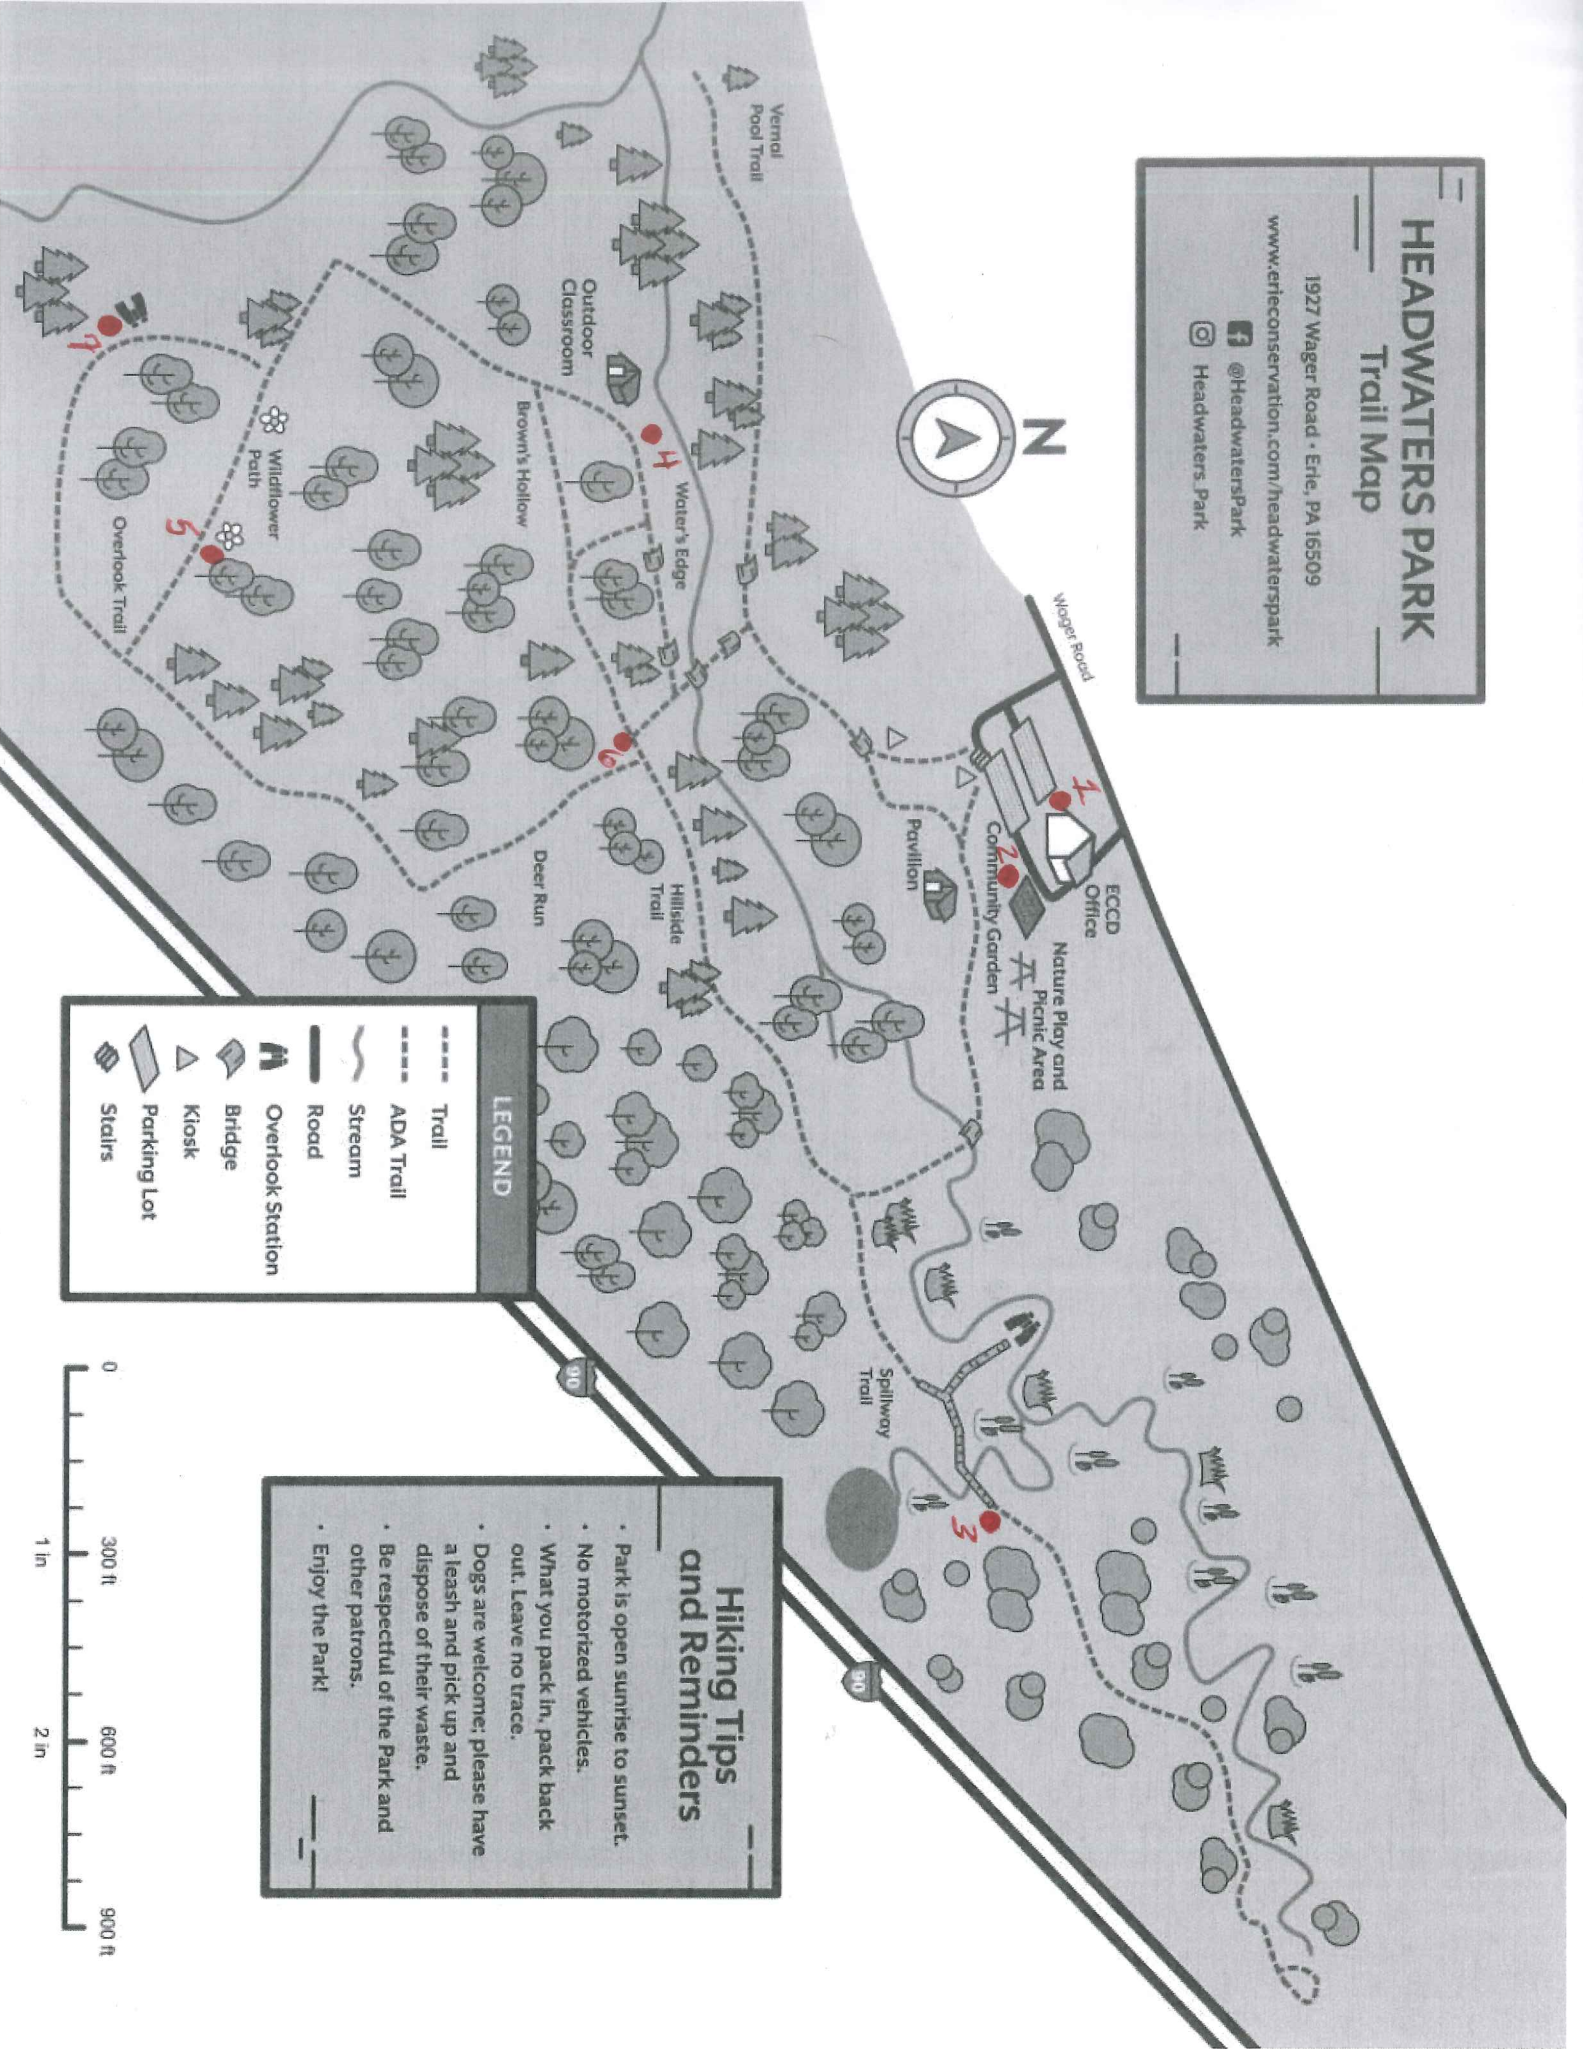 HEADWATERS PARK
Trail Map
1927 Wager Road • Erie, PA 16509
www.erieconservation.com/headwaterspark
@HeadwatersPark
Headwaters_Park
N
Wager Road
Vernal
Pool Trail
1
ECCD
Office
2
Community Garden
Nature Play and
Picnic Area
Pavilion
Outdoor
Classroom
4
Water's Edge
Brown's Hollow
6
Hillside
Trail
Deer Run
Wildflower
Path
5
Overlook Trail
7
Spillway
Trail
3
90
90
LEGEND
Trail
ADA Trail
Stream
Road
Overlook Station
Bridge
Kiosk
Parking Lot
Stairs
Hiking Tips
and Reminders
• Park is open sunrise to sunset.
• No motorized vehicles.
• What you pack in, pack back
out. Leave no trace.
• Dogs are welcome; please have
a leash and pick up and
dispose of their waste.
• Be respectful of the Park and
other patrons.
• Enjoy the Park!
0 300 ft 600 ft 900 ft
1 in 2 in